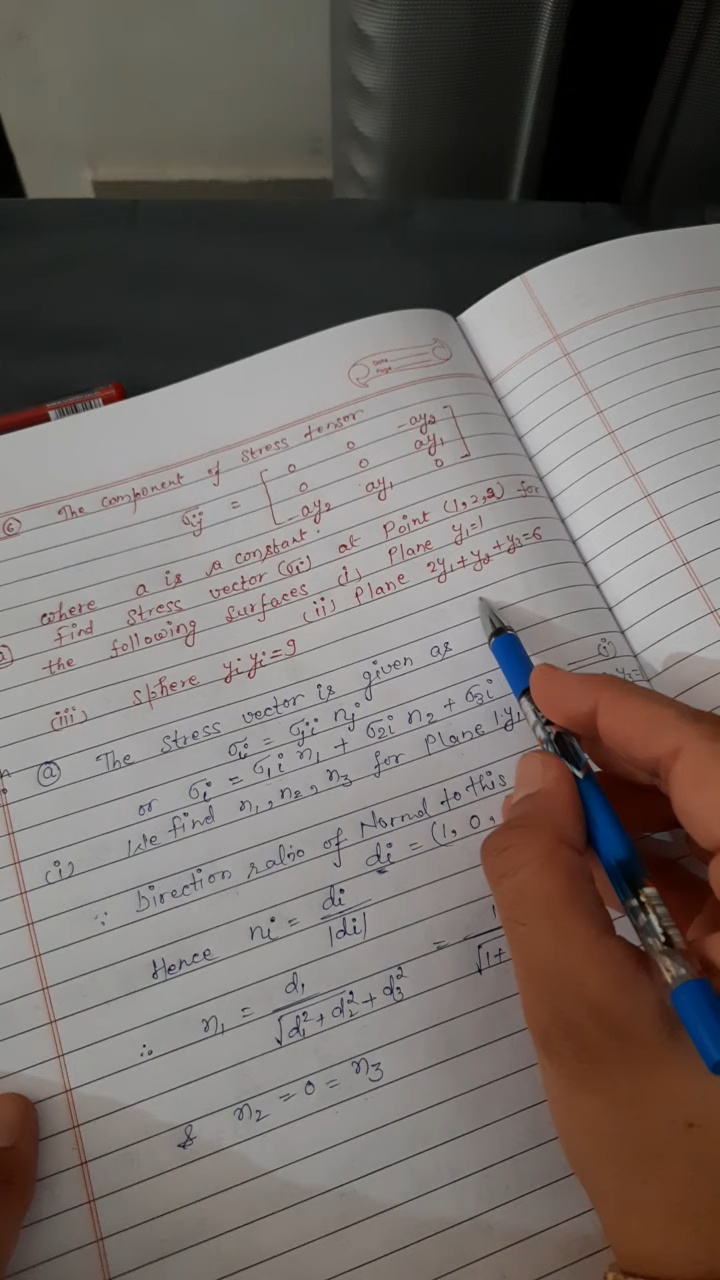 Date
Page
⑥ The component of stress tensor
σij = [ 0 0 -ay2
0 0 ay1
-ay2 ay1 0 ]
where a is a constant.
find stress vector (σi) at Point (1,2,2) for
the following surfaces (i) Plane y1=1
(ii) Plane 2y1+y2+y3=6
(iii) sphere yi yi=9
ⓐ The stress vector is given as
σi = σji nj (i)
or σi = σ1i n1 + σ2i n2 + σ3i
(i) We find n1, n2, n3 for Plane 1.y1
∵ Direction ratio of Normal to this
di = (1, 0,
Hence ni = di / |di|
∴ n1 = d1 / √d1²+d2²+d3² = 1 / √1+
& n2 = 0 = n3